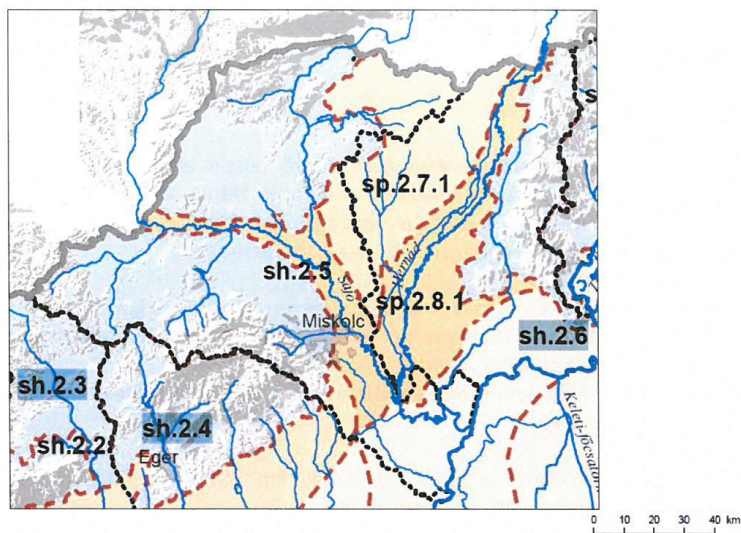 s
sp.2.7.1
Hernád
sh.2.5
Sajó
sp.2.8.1
Miskolc
sh.2.6
sh.2.3
sh.2.4
sh.2.2
Eger
Keleti-főcsatorn
0 10 20 30 40 km